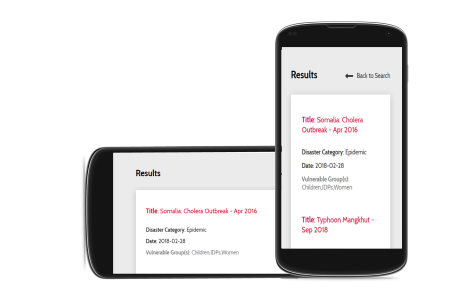 Results
Back to Search
Title: Somalia: Cholera
Outbreak - Apr 2016
Disaster Category: Epidemic
Date: 2018-02-28
Vulnerable Group(s):
Children,IDPs,Women
Title: Typhoon Mangkhut -
Sep 2018
Results
Title: Somalia: Cholera Outbreak - Apr 2016
Disaster Category: Epidemic
Date: 2018-02-28
Vulnerable Group(s): Children,IDPs,Women